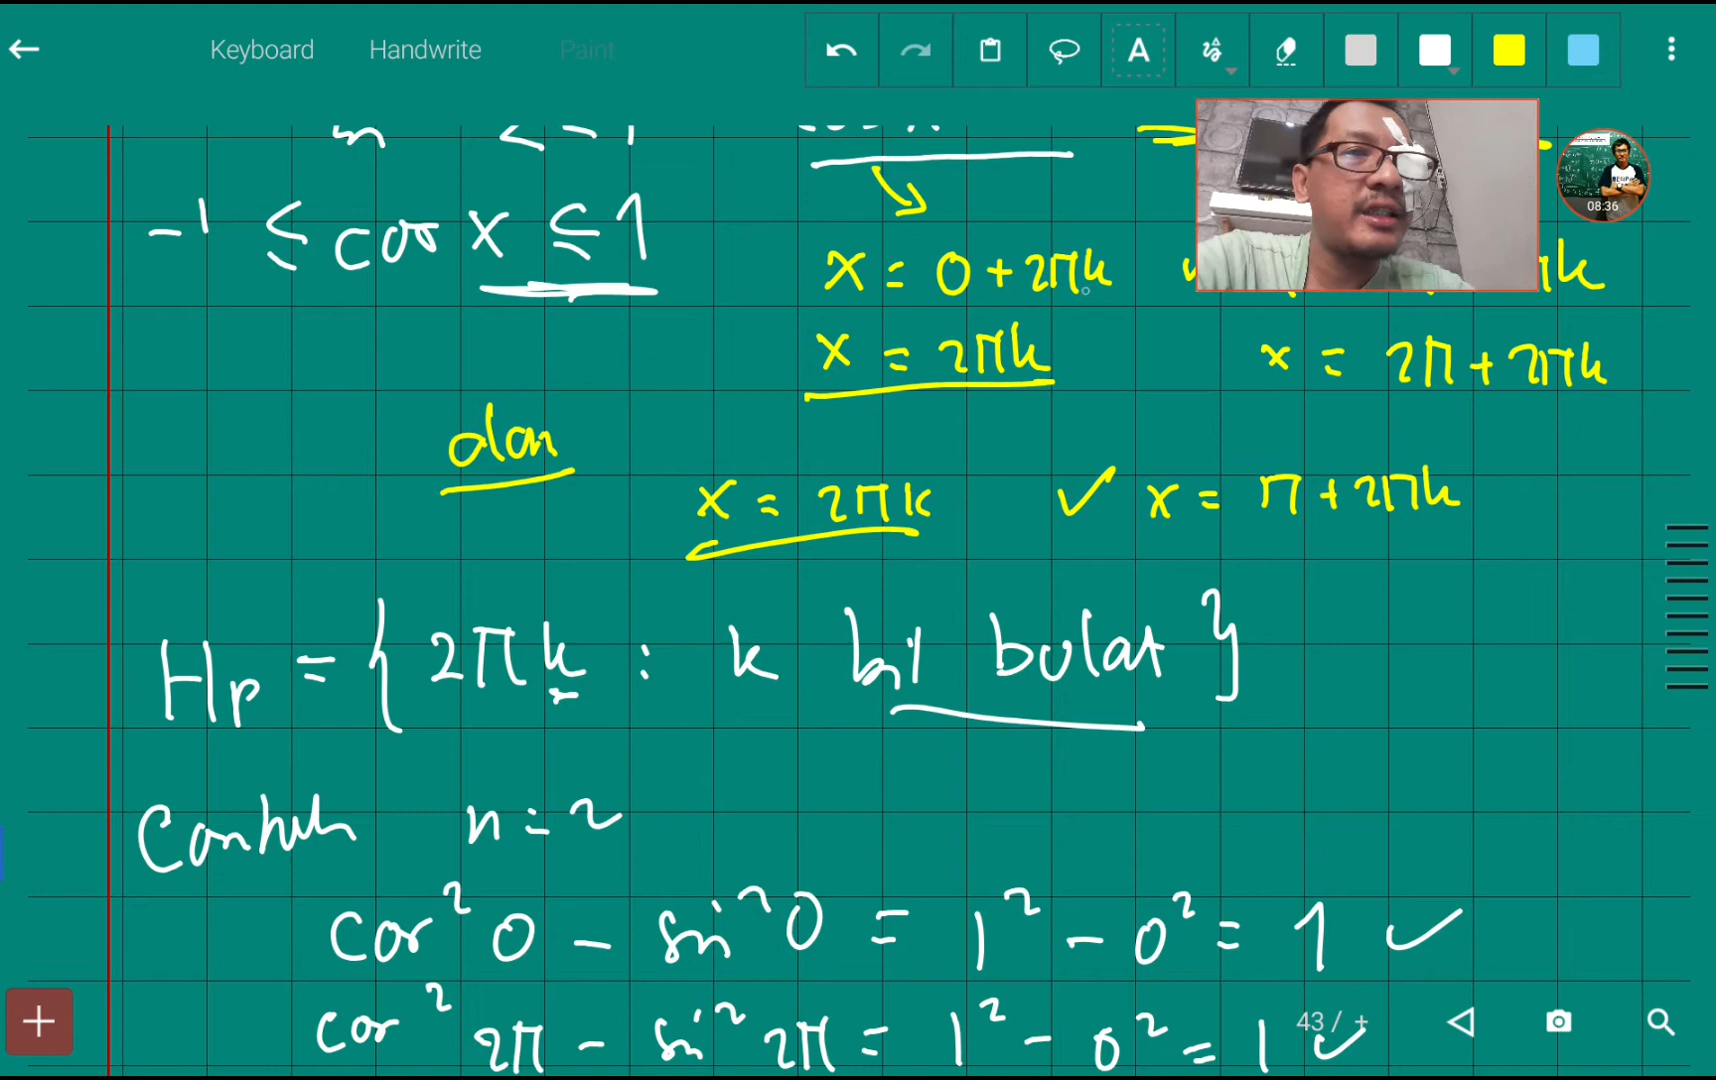 Keyboard Handwrite Paint A
-1 ≤ cos x ≤ 1
x = 0 + 2πk
x = 2πk x = 2π + 2πk
dan
x = 2πk ✓ x = π + 2πk
Hp = { 2πk : k bil bulat }
Contoh n = 2
cos² 0 - sin² 0 = 1² - 0² = 1 ✓
cos² 2π - sin² 2π = 1² - 0² = 1 ✓
08:36
43 / +